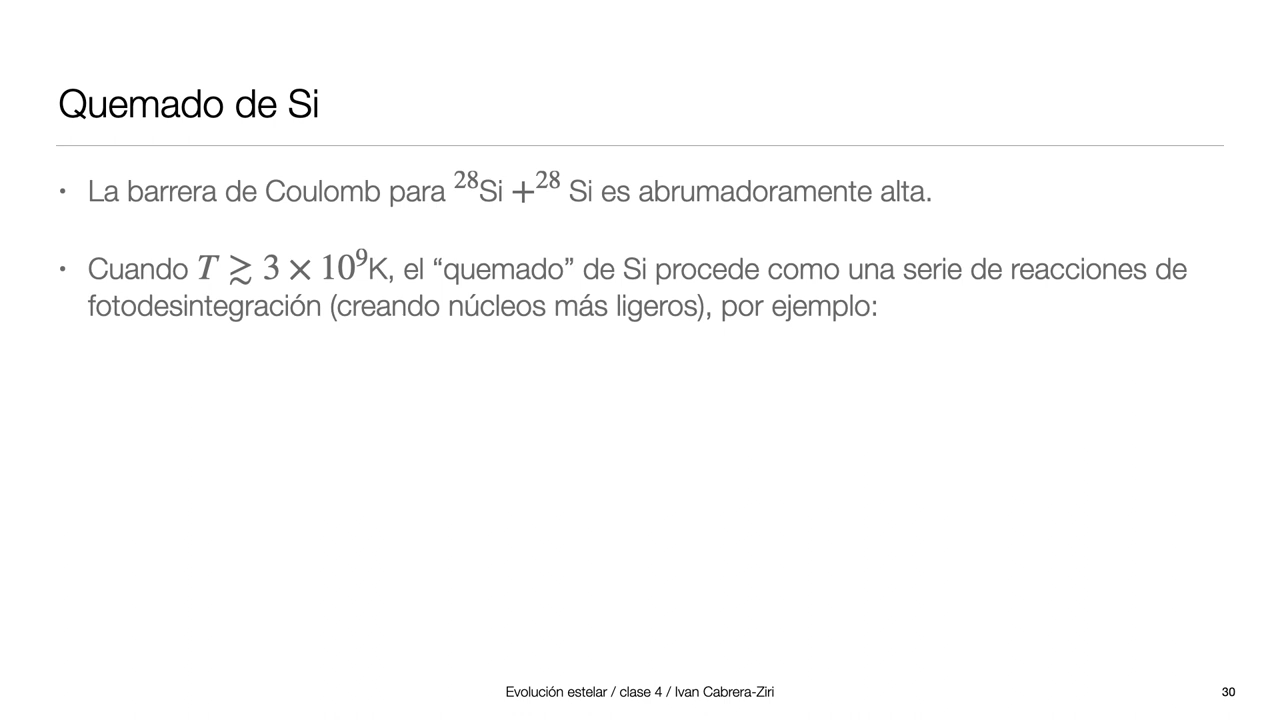 Quemado de Si
• La barrera de Coulomb para ²⁸Si +²⁸ Si es abrumadoramente alta.
• Cuando T ≳ 3 × 10⁹K, el “quemado” de Si procede como una serie de reacciones de
fotodesintegración (creando núcleos más ligeros), por ejemplo:
Evolución estelar / clase 4 / Ivan Cabrera-Ziri
30